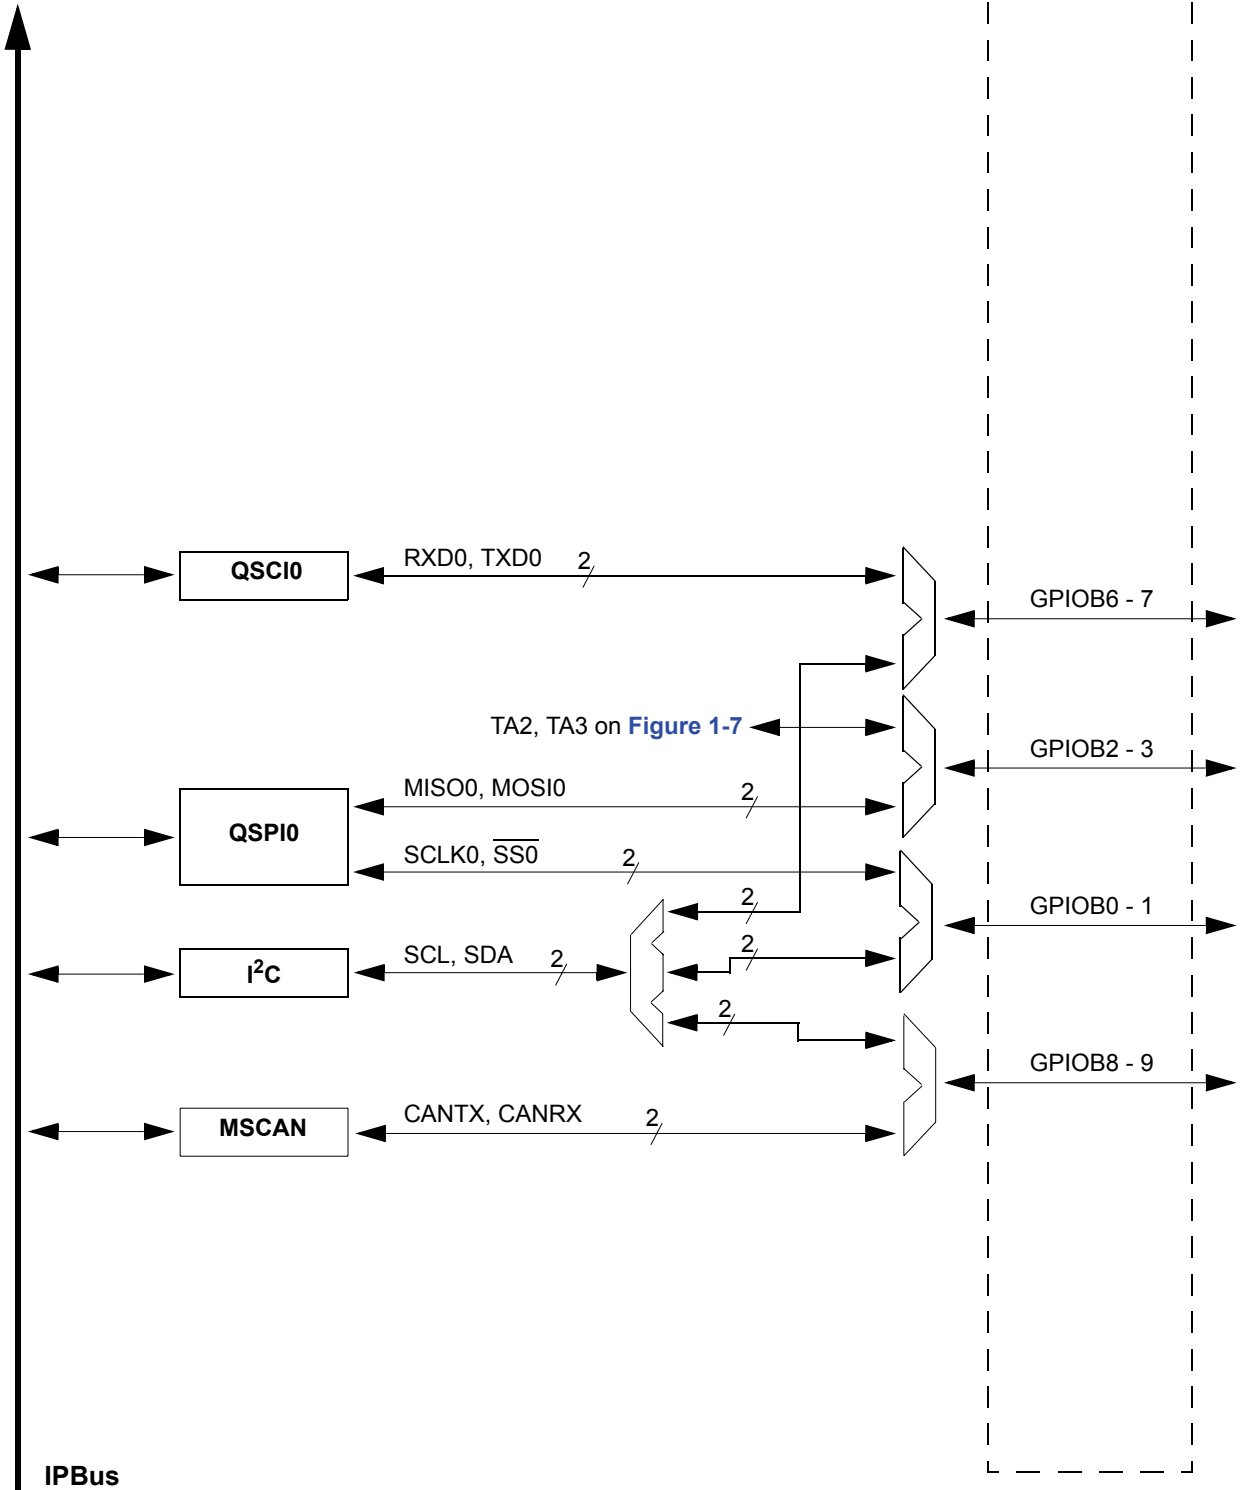 QSCI0
RXD0, TXD0
2
GPIOB6 - 7
TA2, TA3 on Figure 1-7
GPIOB2 - 3
QSPI0
MISO0, MOSI0
2
SCLK0, S̅S̅0̅
2
2
GPIOB0 - 1
I²C
SCL, SDA
2
2
2
GPIOB8 - 9
MSCAN
CANTX, CANRX
2
IPBus